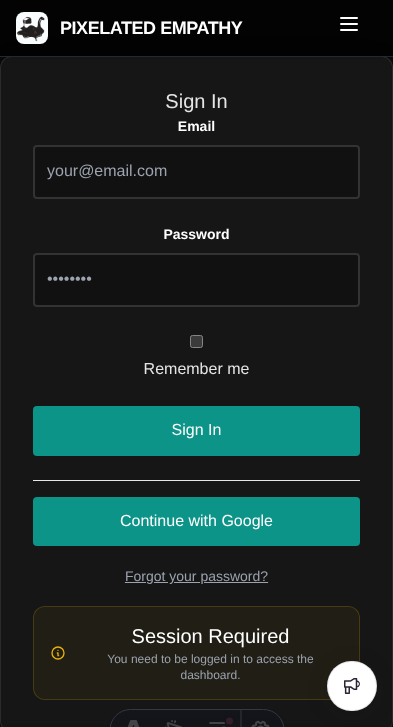 PIXELATED EMPATHY
Sign In
Email
your@email.com
Password
••••••••
Remember me
Sign In
Continue with Google
Forgot your password?
Session Required
You need to be logged in to access the
dashboard.